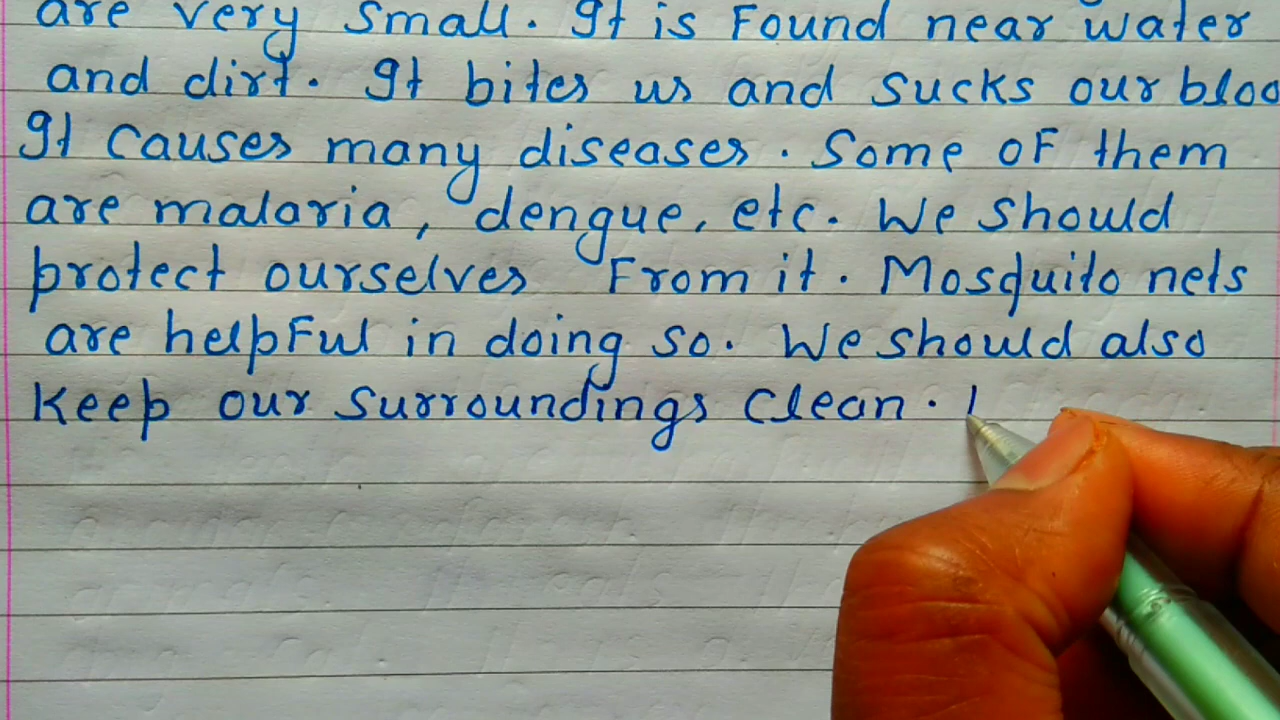 are very small. It is Found near water
and dirt. It bites us and sucks our bloo
It causes many diseases. Some of them
are malaria, dengue, etc. We should
protect ourselves From it. Mosquito nets
are helpful in doing so. We should also
Keep our surroundings clean.